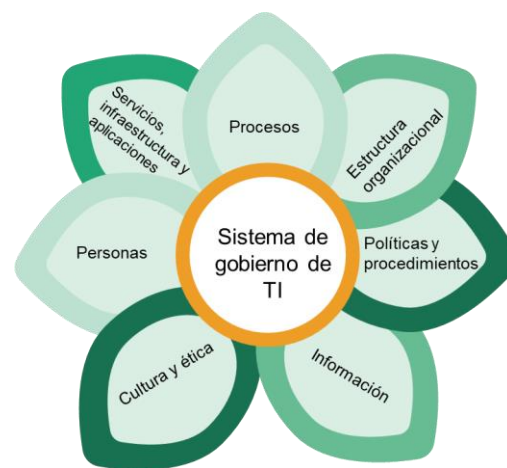 Procesos
Estructura
organizacional
Políticas y
procedimientos
Información
Cultura y ética
Personas
Servicios,
infraestructura y
aplicaciones
Sistema de
gobierno de
TI